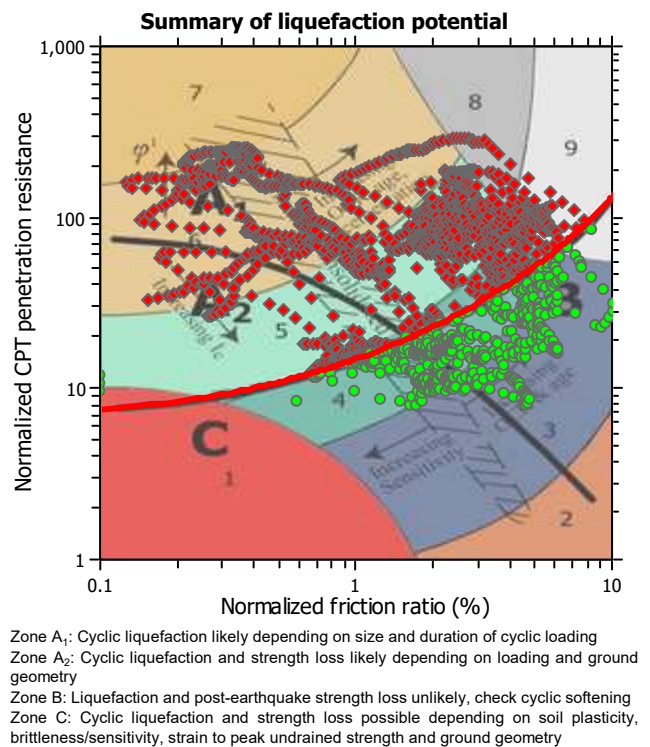 Summary of liquefaction potential
1,000
7
8
9
φ'
A1
100
6
A2
Increasing Ic
5
B
10
4
C
3
Increasing
Sensitivity
1
2
1
0.1
1
10
Normalized CPT penetration resistance
Normalized friction ratio (%)
Zone A1: Cyclic liquefaction likely depending on size and duration of cyclic loading
Zone A2: Cyclic liquefaction and strength loss likely depending on loading and ground
geometry
Zone B: Liquefaction and post-earthquake strength loss unlikely, check cyclic softening
Zone C: Cyclic liquefaction and strength loss possible depending on soil plasticity,
brittleness/sensitivity, strain to peak undrained strength and ground geometry